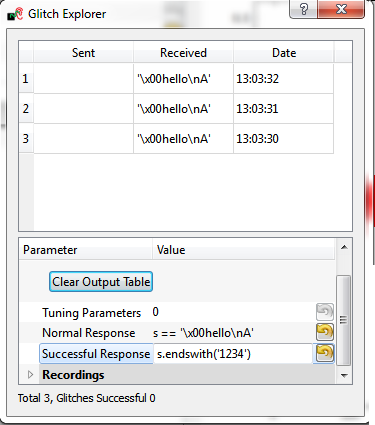 Glitch Explorer
Sent Received Date
1 '\x00hello\nA' 13:03:32
2 '\x00hello\nA' 13:03:31
3 '\x00hello\nA' 13:03:30
Parameter Value
Clear Output Table
Tuning Parameters 0
Normal Response s == '\x00hello\nA'
Successful Response s.endswith('1234')
Recordings
Total 3, Glitches Successful 0